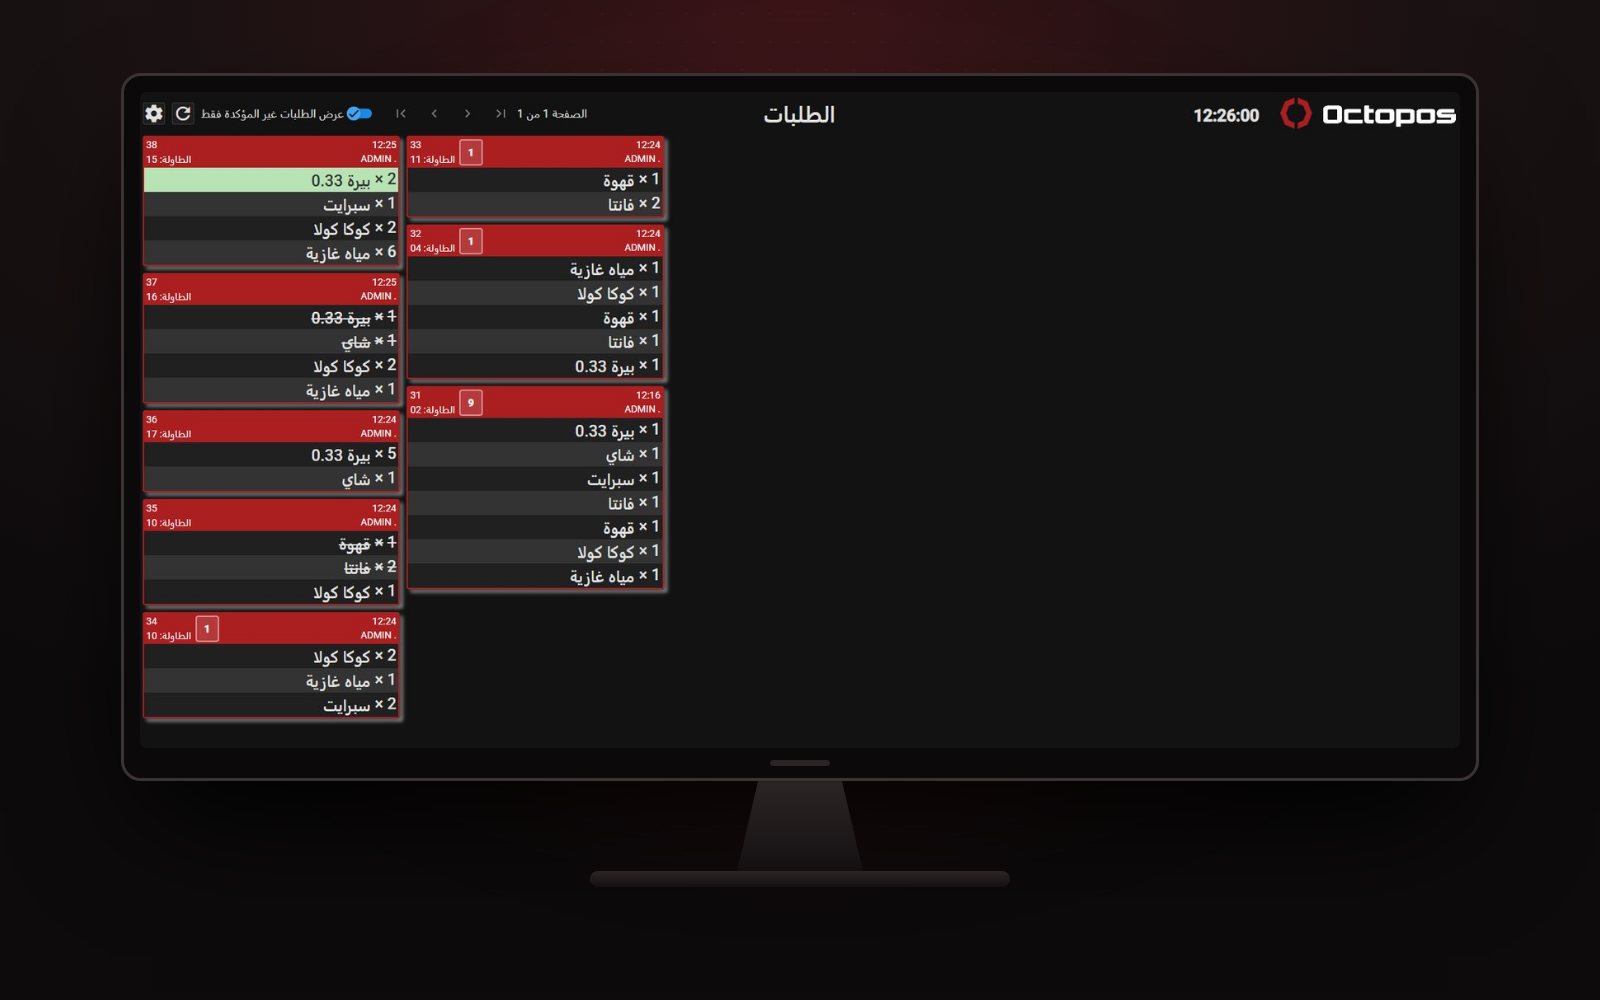 Octopos
12:26:00
الطلبات
الصفحة 1 من 1
عرض الطلبات غير المؤكدة فقط
38 12:25
الطاولة: 15 ADMIN .
2 × بيرة 0.33
1 × سبرايت
2 × كوكا كولا
6 × مياه غازية
37 12:25
الطاولة: 16 ADMIN .
1 × بيرة 0.33
1 × شاي
2 × كوكا كولا
1 × مياه غازية
36 12:24
الطاولة: 17 ADMIN .
5 × بيرة 0.33
1 × شاي
35 12:24
الطاولة: 10 ADMIN .
1 × قهوة
2 × فانتا
1 × كوكا كولا
34 1 12:24
الطاولة: 10 ADMIN .
2 × كوكا كولا
1 × مياه غازية
2 × سبرايت
33 1 12:24
الطاولة: 11 ADMIN .
1 × قهوة
2 × فانتا
32 1 12:24
الطاولة: 04 ADMIN .
1 × مياه غازية
1 × كوكا كولا
1 × قهوة
1 × فانتا
1 × بيرة 0.33
31 9 12:16
الطاولة: 02 ADMIN .
1 × بيرة 0.33
1 × شاي
1 × سبرايت
1 × فانتا
1 × قهوة
1 × كوكا كولا
1 × مياه غازية